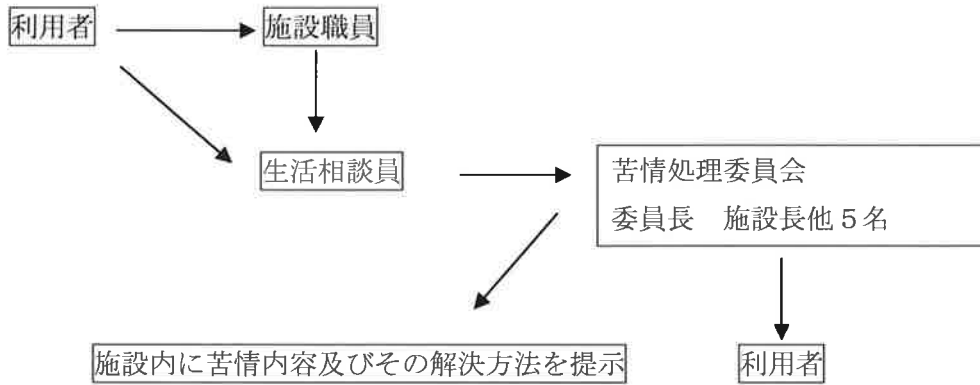 利用者
施設職員
生活相談員
苦情処理委員会
委員長　施設長他５名
施設内に苦情内容及びその解決方法を提示
利用者